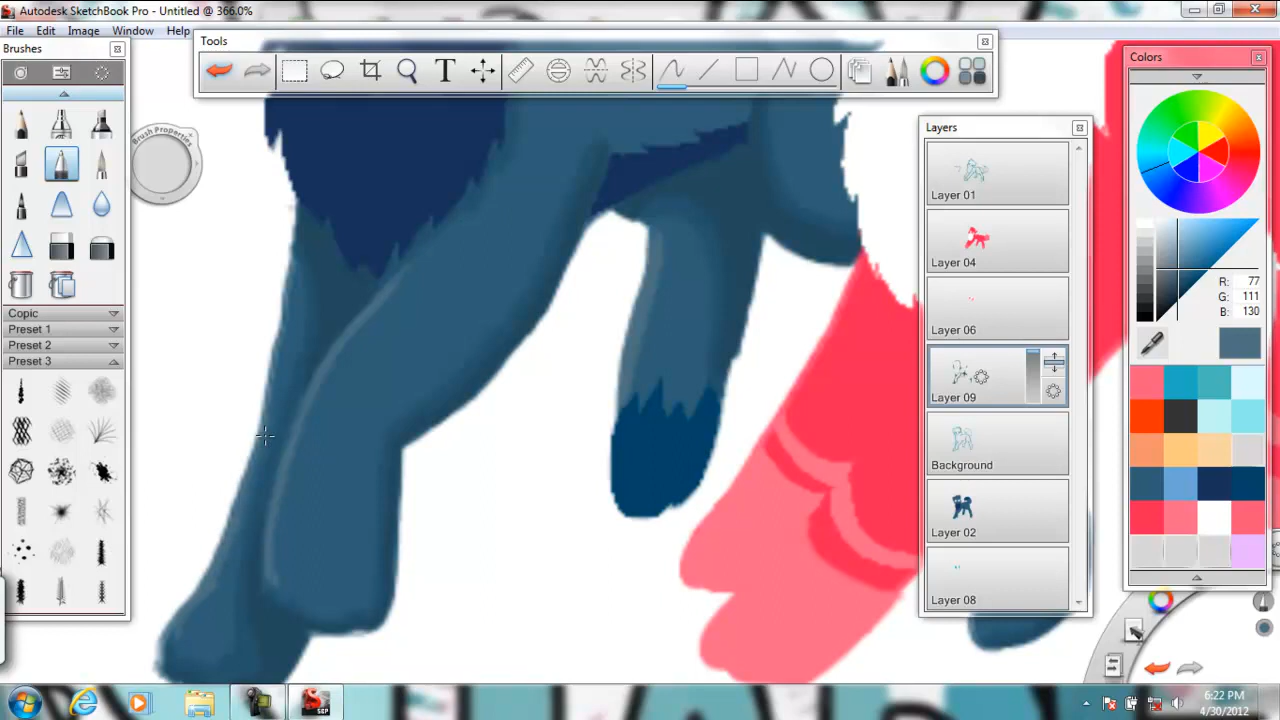 Autodesk SketchBook Pro - Untitled @ 366.0%
File Edit Image Window Help
Brushes
Tools
T
Brush Properties
Copic
Preset 1
Preset 2
Preset 3
Layers
Layer 01
Layer 04
Layer 06
Layer 09
Background
Layer 02
Layer 08
Colors
R: 77
G: 111
B: 130
SBP
6:22 PM
4/30/2012